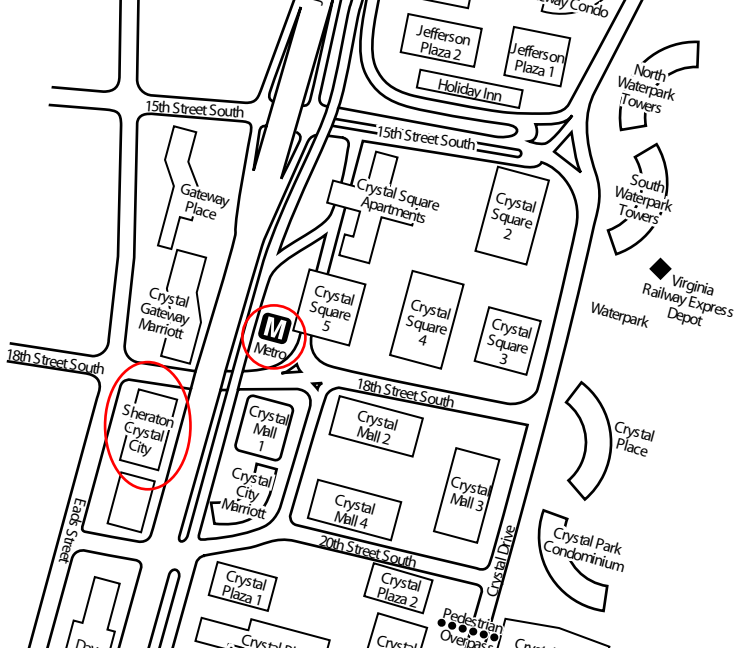 way Condo
Jefferson
Plaza 2
Jefferson
Plaza 1
Holiday Inn
North
Waterpark
Towers
15th Street South
15th Street South
Gateway
Place
Crystal Square
Apartments
Crystal
Square
2
South
Waterpark
Towers
Virginia
Railway Express
Depot
Waterpark
Crystal
Gateway
Marriott
Crystal
Square
5
Crystal
Square
4
Crystal
Square
3
M
Metro
18th Street South
18th Street South
Sheraton
Crystal
City
Crystal
Mall
1
Crystal
Mall 2
Crystal
Place
Crystal
City
Marriott
Crystal
Mall 3
Crystal
Mall 4
Eads Street
20th Street South
Crystal Drive
Crystal Park
Condominium
Crystal
Plaza 1
Crystal
Plaza 2
Pedestrian
Overpass
Crystal